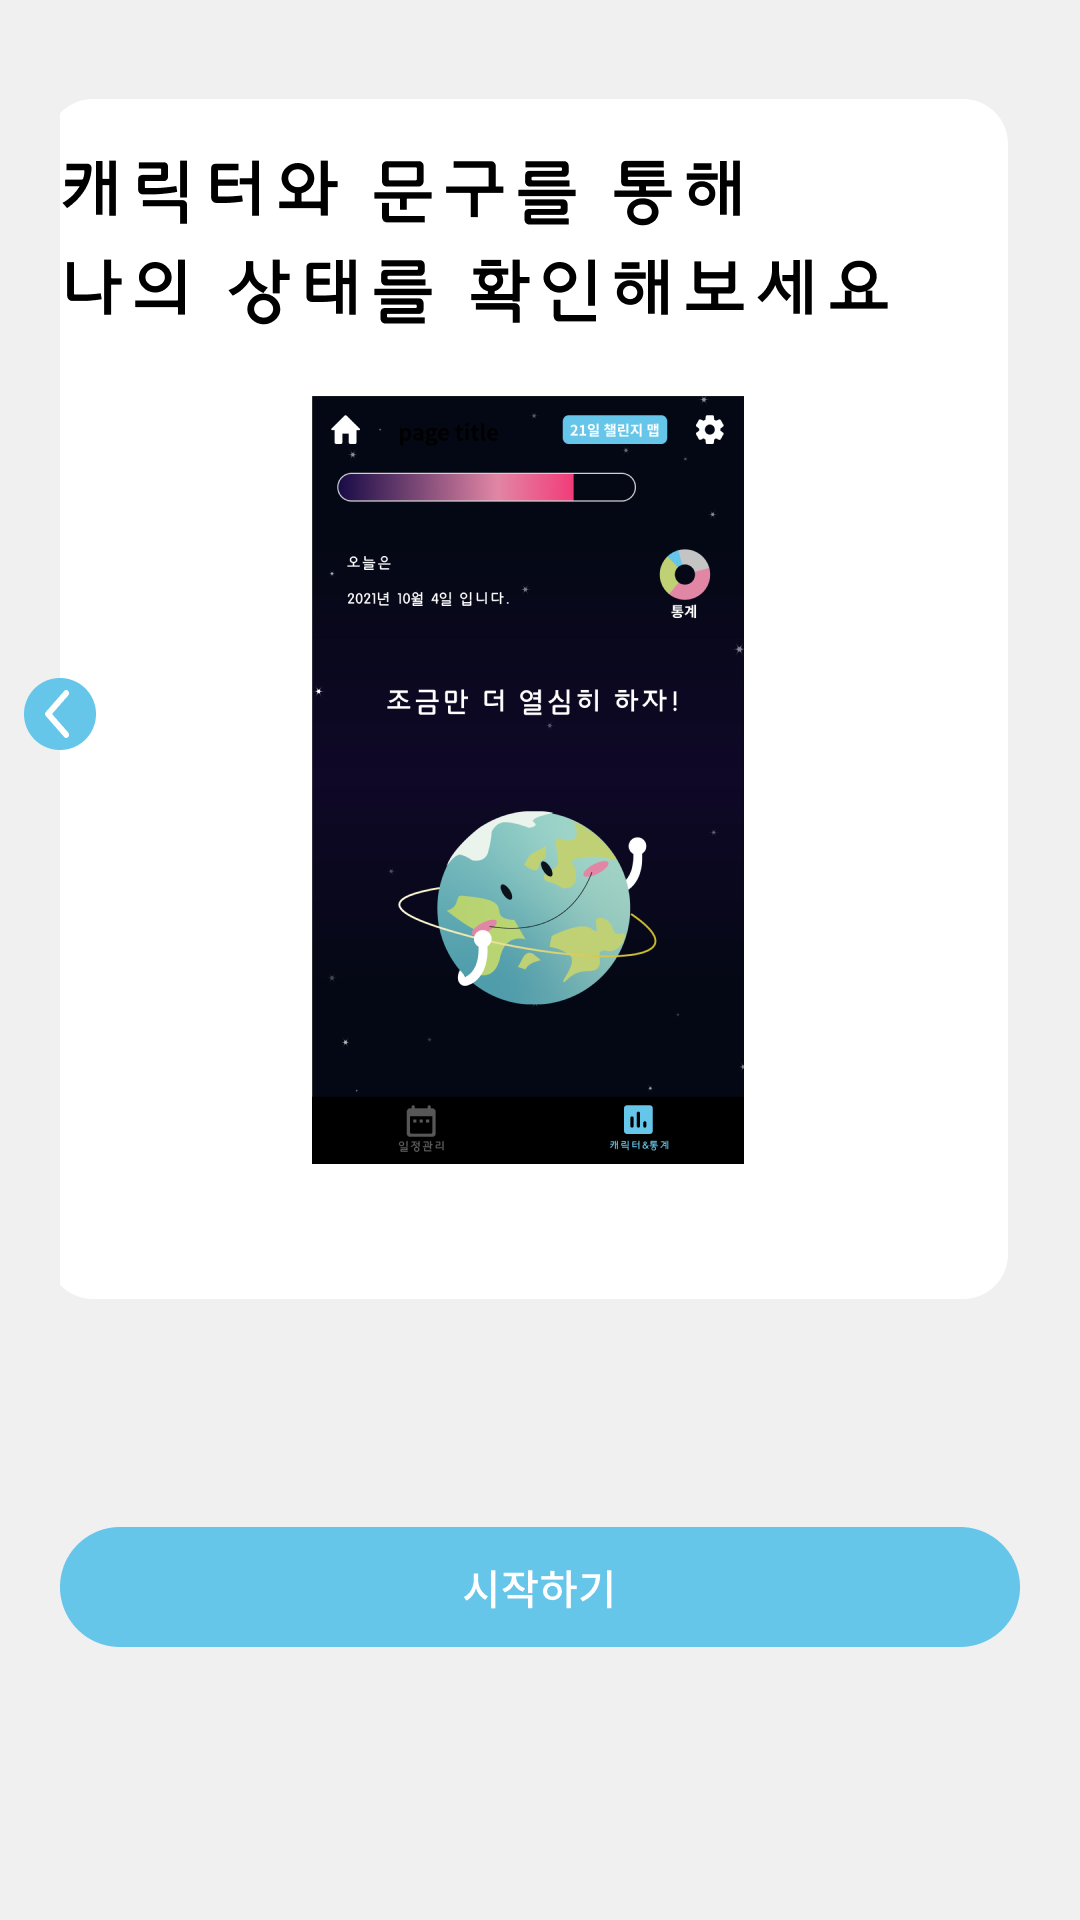 캐릭터와 문구를 통해
나의 상태를 확인해보세요
page title
21일 챌린지 맵
오늘은
2021년 10월 4일 입니다.
통계
조금만 더 열심히 하자!
일정관리
캐릭터&통계
시작하기